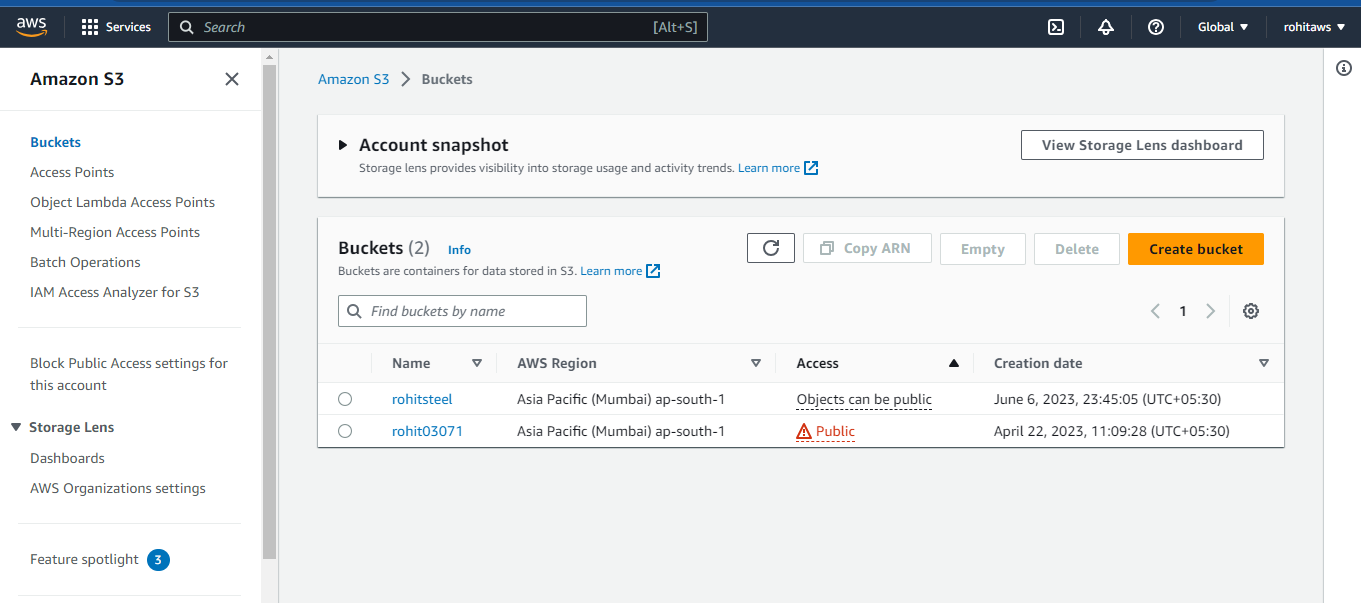 aws Services Search [Alt+S] Global rohitaws
Amazon S3
Buckets
Access Points
Object Lambda Access Points
Multi-Region Access Points
Batch Operations
IAM Access Analyzer for S3
Block Public Access settings for
this account
Storage Lens
Dashboards
AWS Organizations settings
Feature spotlight 3
Amazon S3 Buckets
Account snapshot
Storage lens provides visibility into storage usage and activity trends. Learn more
View Storage Lens dashboard
Buckets (2) Info
Buckets are containers for data stored in S3. Learn more
Copy ARN Empty Delete Create bucket
Find buckets by name
1
Name AWS Region Access Creation date
rohitsteel Asia Pacific (Mumbai) ap-south-1 Objects can be public June 6, 2023, 23:45:05 (UTC+05:30)
rohit03071 Asia Pacific (Mumbai) ap-south-1 Public April 22, 2023, 11:09:28 (UTC+05:30)